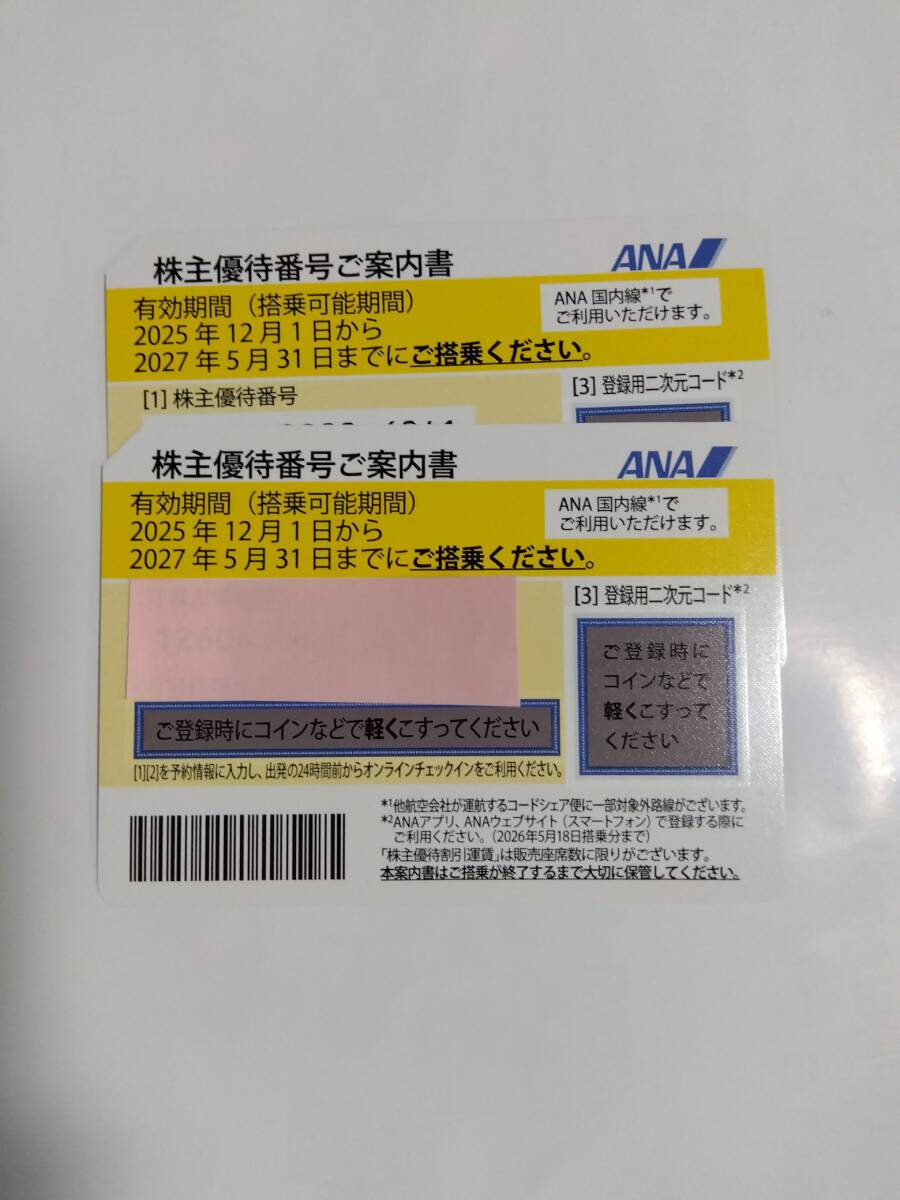 株主優待番号ご案内書
ANA
有効期間（搭乗可能期間）
2025年12月1日から
2027年5月31日までにご搭乗ください。
ANA国内線*1で
ご利用いただけます。
[1] 株主優待番号
[3] 登録用二次元コード*2
株主優待番号ご案内書
ANA
有効期間（搭乗可能期間）
2025年12月1日から
2027年5月31日までにご搭乗ください。
ANA国内線*1で
ご利用いただけます。
[3] 登録用二次元コード*2
ご登録時に
コインなどで
軽くこすって
ください
ご登録時にコインなどで軽くこすってください
[1][2]を予約情報に入力し、出発の24時間前からオンラインチェックインをご利用ください。
*1他航空会社が運航するコードシェア便に一部対象外路線がございます。
*2ANAアプリ、ANAウェブサイト（スマートフォン）で登録する際に
ご利用ください。（2026年5月18日搭乗分まで）
「株主優待割引運賃」は販売座席数に限りがございます。
本案内書はご搭乗が終了するまで大切に保管してください。